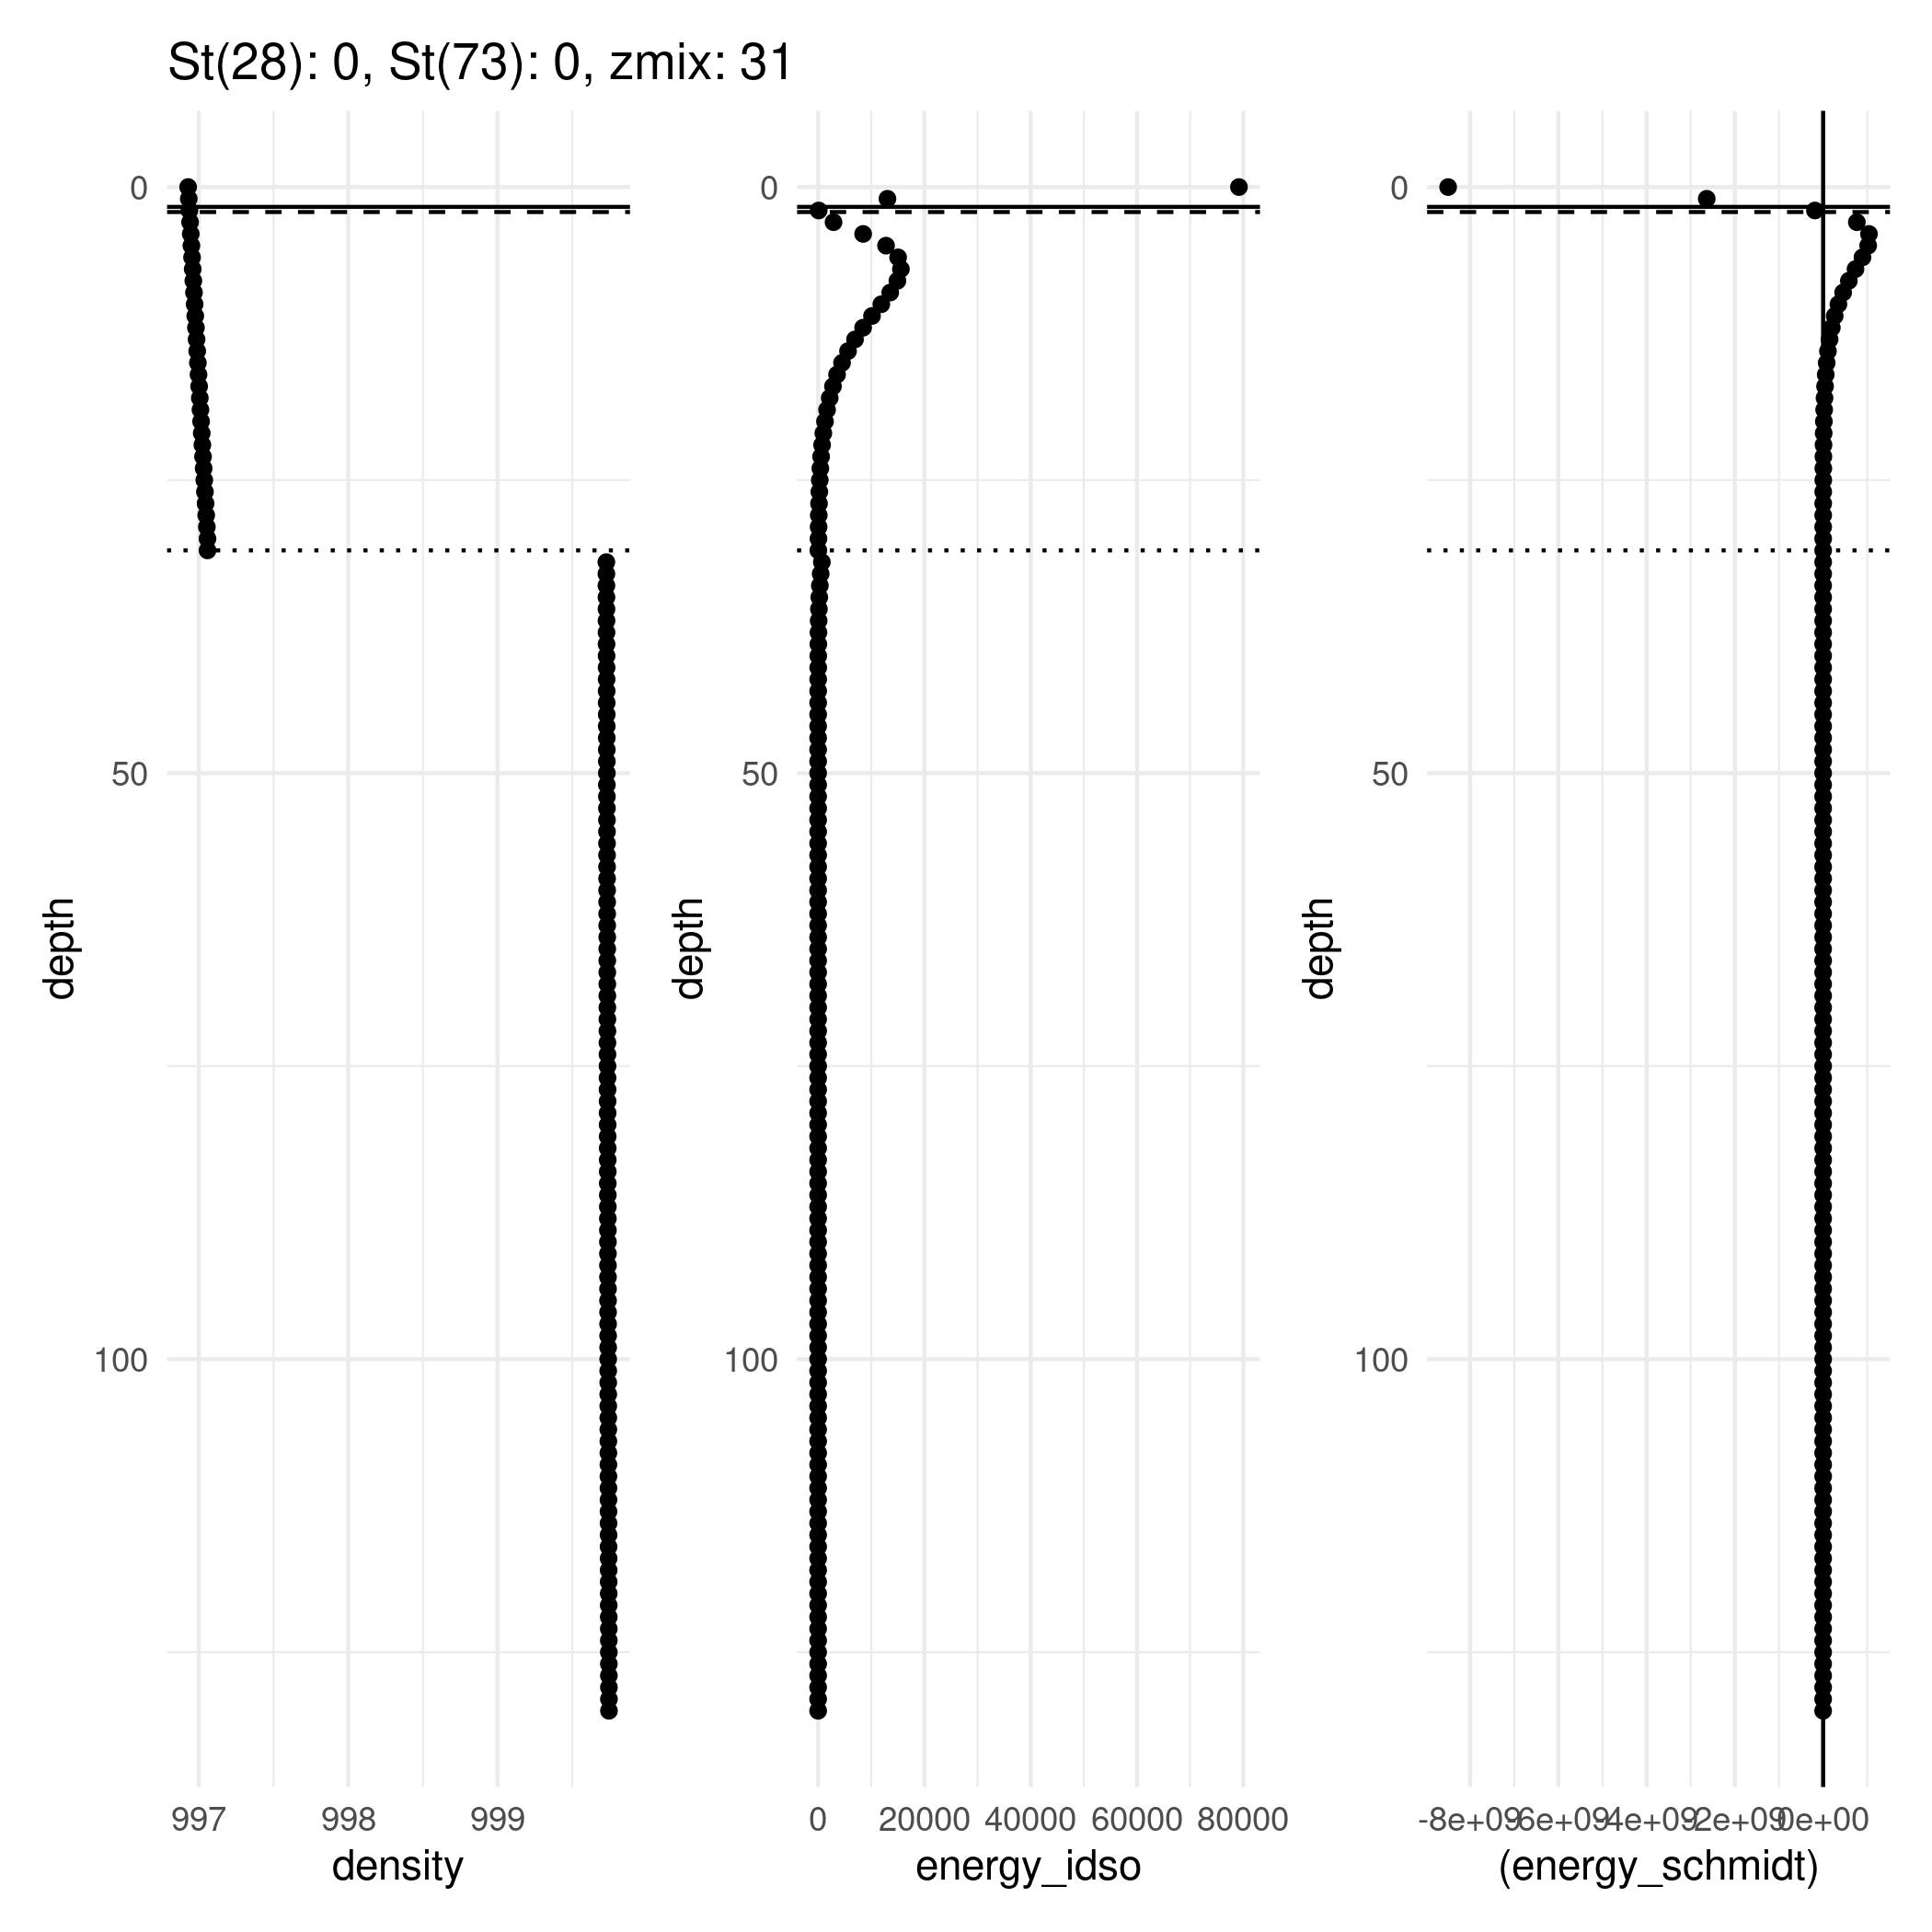 St(28): 0, St(73): 0, zmix: 31
0
50
100
depth
997 998 999
density
0
50
100
depth
0 20000 40000 60000 80000
energy_idso
0
50
100
depth
-8e+09 -6e+09 -4e+09 -2e+09 0e+00
(energy_schmidt)